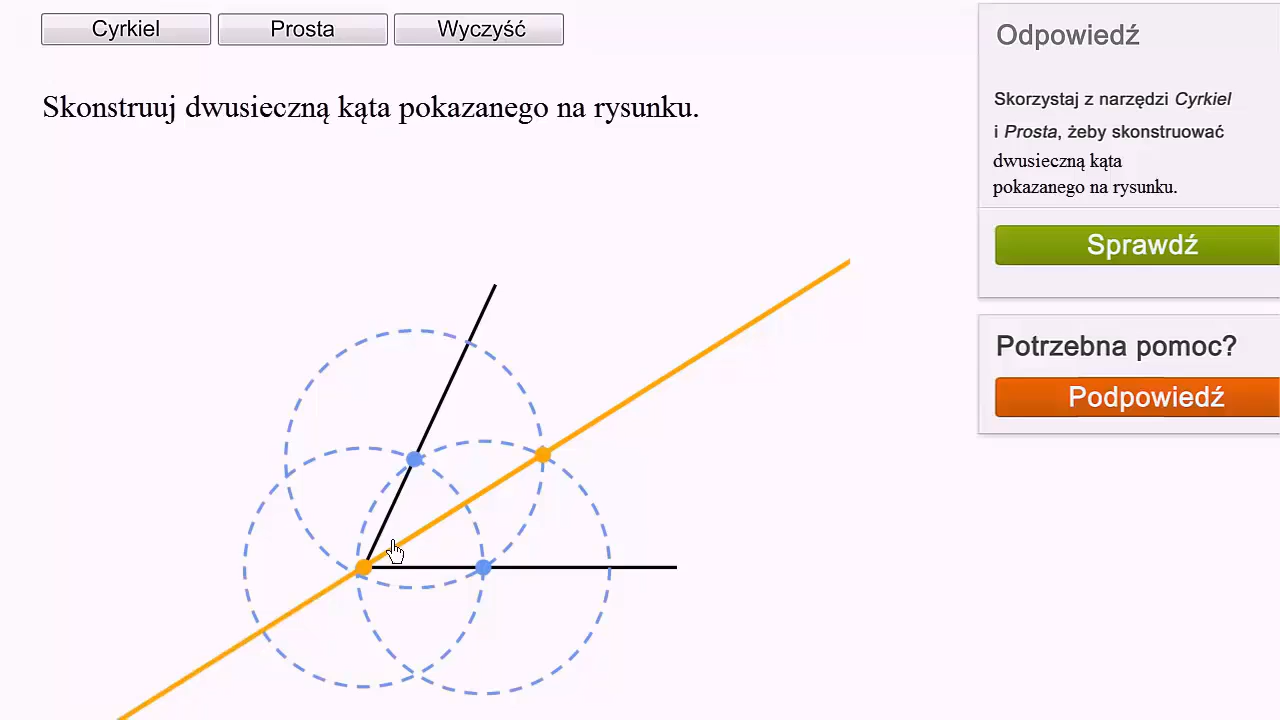 Cyrkiel
Prosta
Wyczyść
Skonstruuj dwusieczną kąta pokazanego na rysunku.
Odpowiedź
Skorzystaj z narzędzi Cyrkiel
i Prosta, żeby skonstruować
dwusieczną kąta
pokazanego na rysunku.
Sprawdź
Potrzebna pomoc?
Podpowiedź